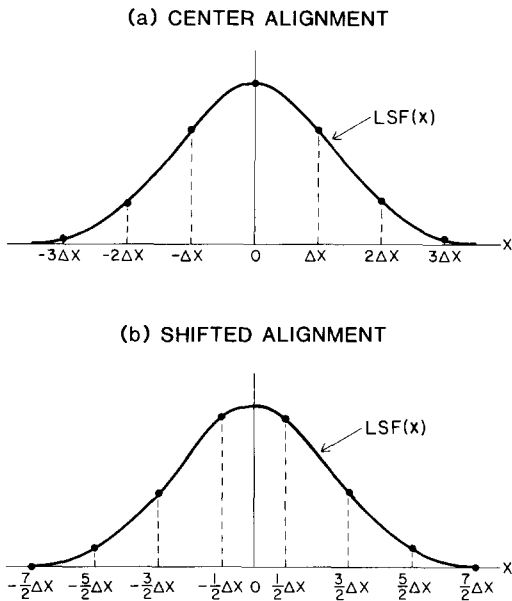 (a) CENTER ALIGNMENT
LSF(x)
-3ΔX -2ΔX -ΔX 0 ΔX 2ΔX 3ΔX X
(b) SHIFTED ALIGNMENT
LSF(x)
-7/2ΔX -5/2ΔX -3/2ΔX -1/2ΔX 0 1/2ΔX 3/2ΔX 5/2ΔX 7/2ΔX X